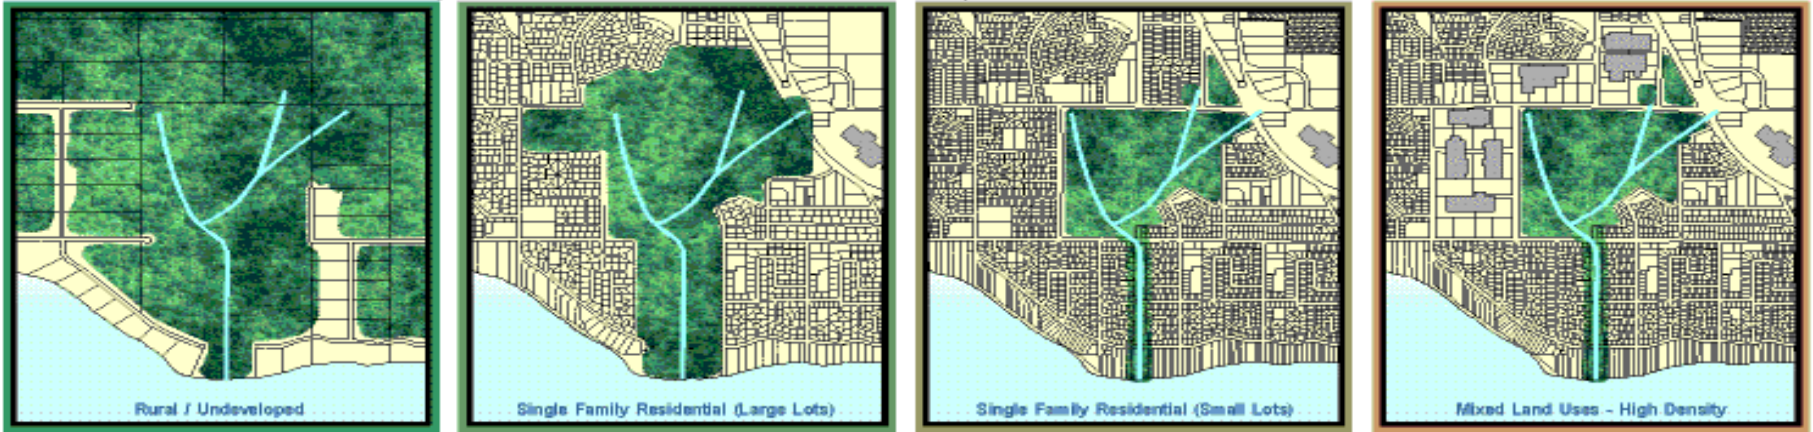 Rural / Undeveloped
Single Family Residential (Large Lots)
Single Family Residential (Small Lots)
Mixed Land Uses - High Density